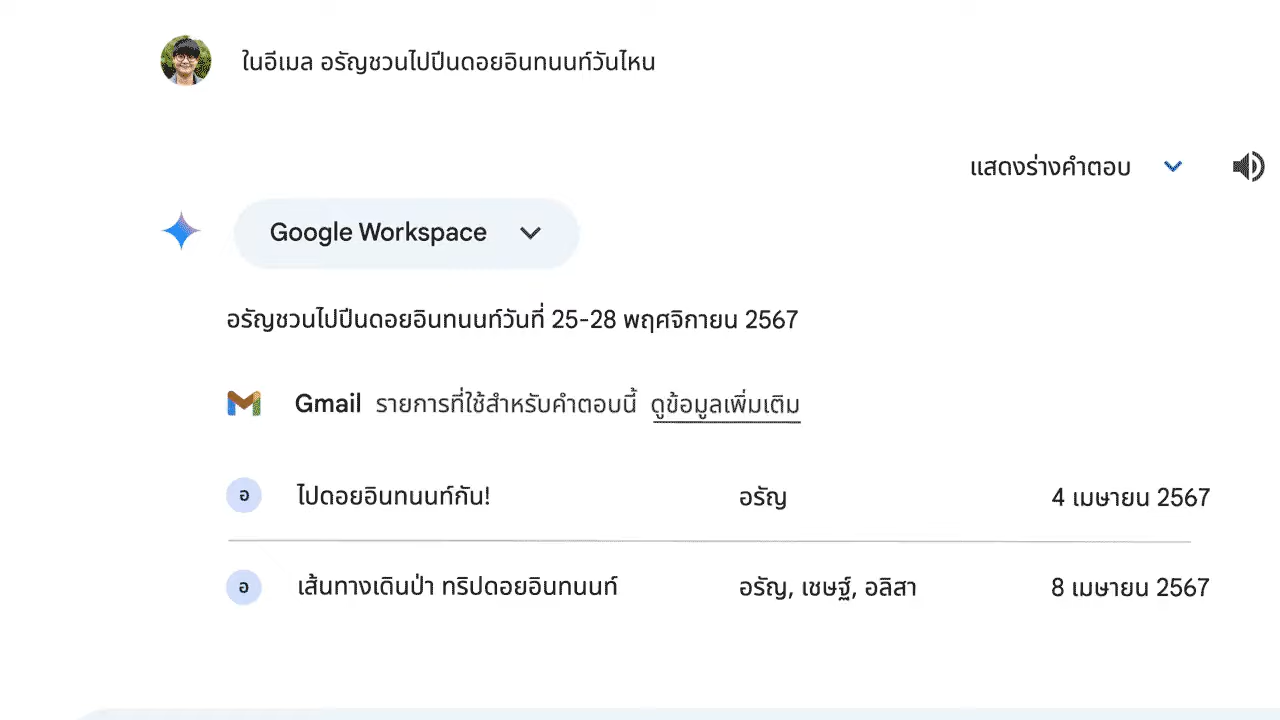 ในอีเมล อรัญชวนไปปีนดอยอินทนนท์วันไหน
แสดงร่างคำตอบ
Google Workspace
อรัญชวนไปปีนดอยอินทนนท์วันที่ 25-28 พฤศจิกายน 2567
Gmail รายการที่ใช้สำหรับคำตอบนี้ ดูข้อมูลเพิ่มเติม
อ ไปดอยอินทนนท์กัน! อรัญ 4 เมษายน 2567
อ เส้นทางเดินป่า ทริปดอยอินทนนท์ อรัญ, เชษฐ์, อลิสา 8 เมษายน 2567